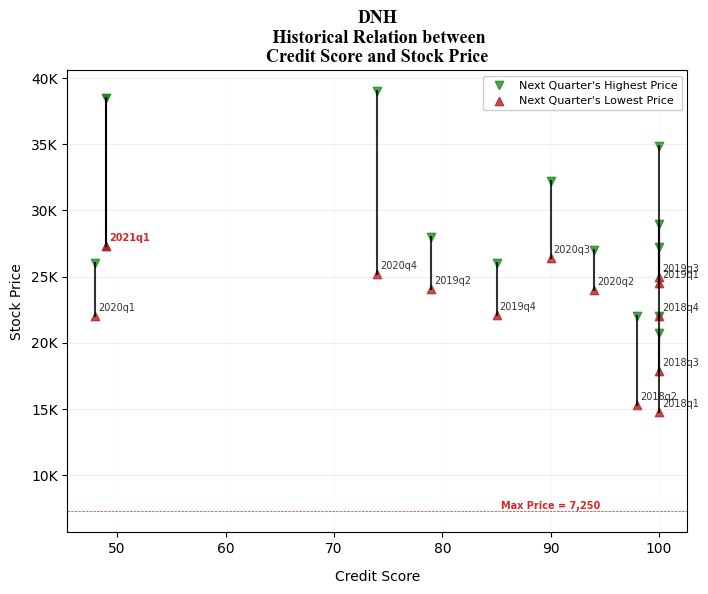 DNH
Historical Relation between
Credit Score and Stock Price
Next Quarter's Highest Price
Next Quarter's Lowest Price
40K
35K
30K
25K
20K
15K
10K
Stock Price
2021q1
2020q1
2020q4
2019q2
2019q4
2020q3
2020q2
2019q3
2019q1
2018q4
2018q3
2018q2
2018q1
Max Price = 7,250
50
60
70
80
90
100
Credit Score